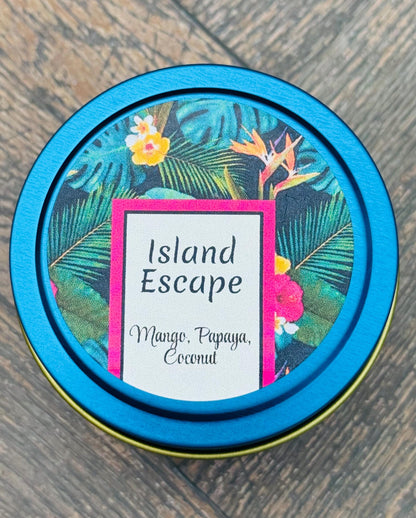 Island
Escape
Mango, Papaya,
Coconut